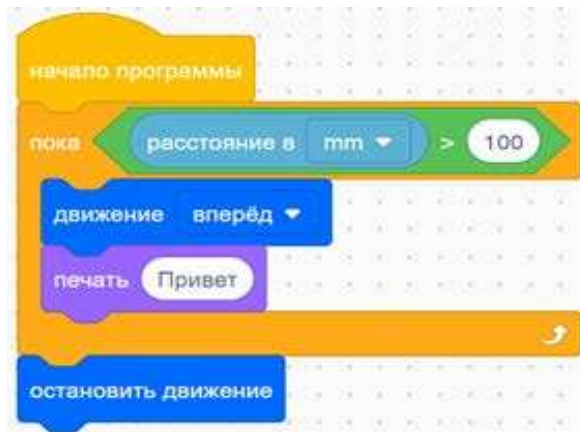 начало программы
пока расстояние в mm > 100
движение вперёд
печать Привет
остановить движение